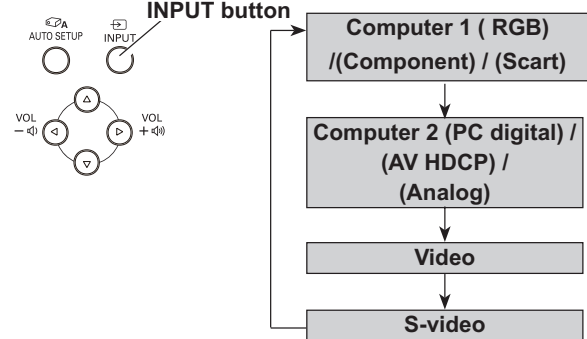 INPUT button
A
AUTO SETUP
INPUT
VOL
–
VOL
+
Computer 1 ( RGB)
/(Component) / (Scart)
Computer 2 (PC digital) /
(AV HDCP) /
(Analog)
Video
S-video